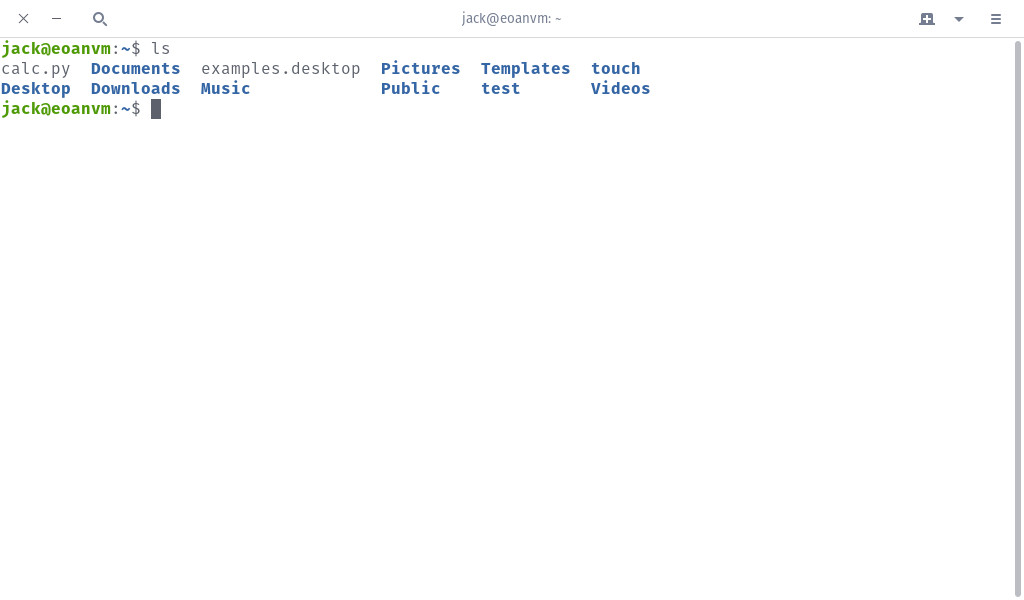 jack@eoanvm: ~
jack@eoanvm:~$ ls
calc.py  Documents  examples.desktop  Pictures  Templates  touch
Desktop  Downloads  Music             Public    test       Videos
jack@eoanvm:~$